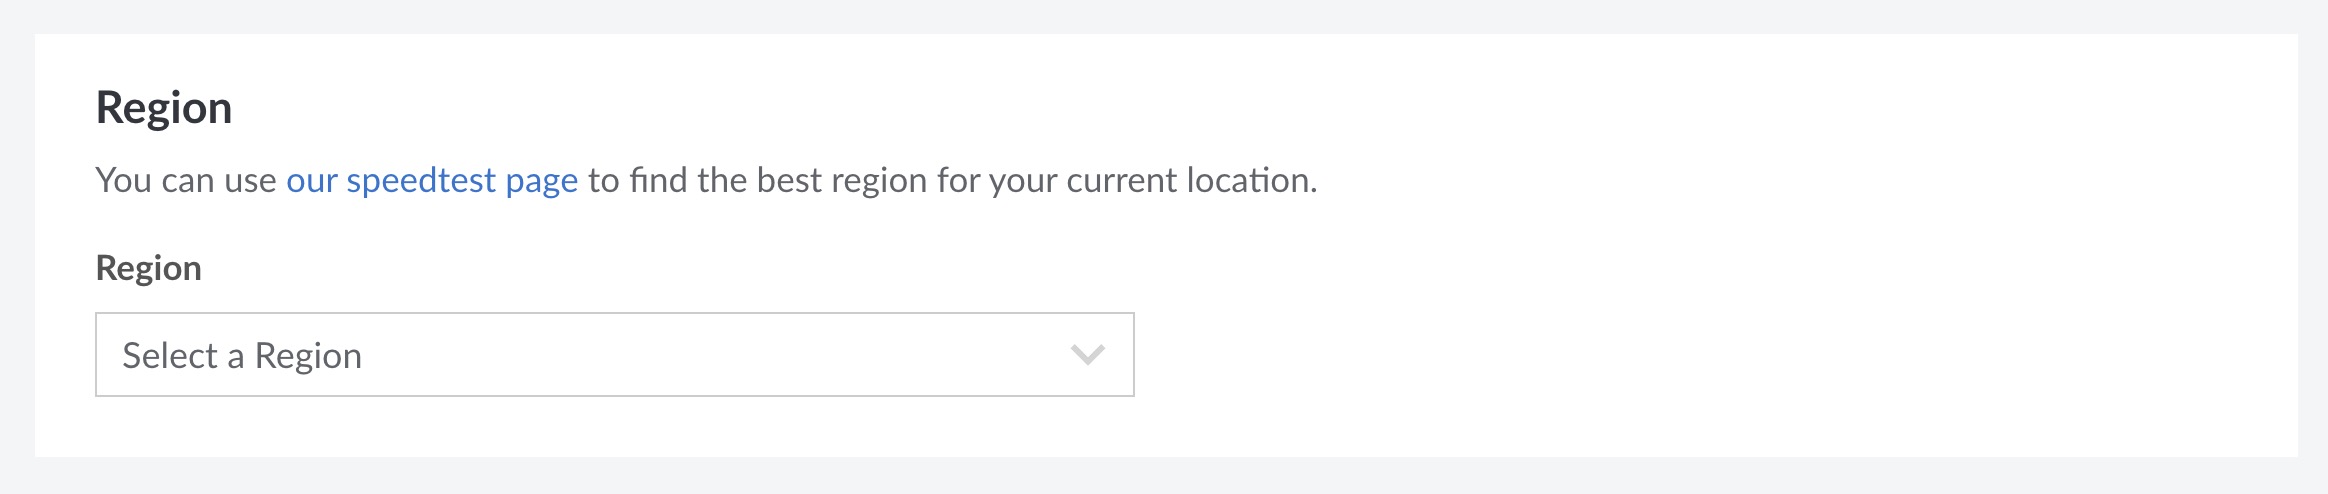 Region
You can use our speedtest page to find the best region for your current location.
Region
Select a Region